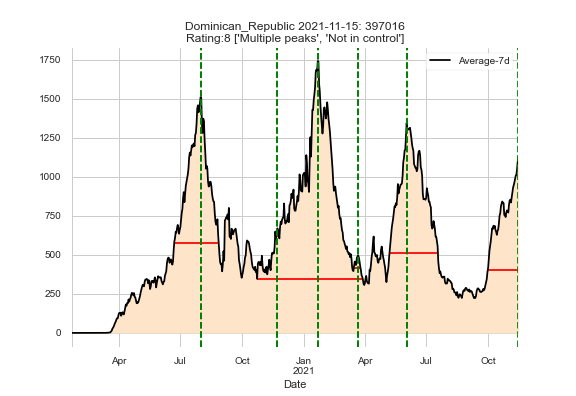 Dominican_Republic 2021-11-15: 397016
Rating:8 ['Multiple peaks', 'Not in control']
Average-7d
1750
1500
1250
1000
750
500
250
0
Apr
Jul
Oct
Jan
2021
Apr
Jul
Oct
Date